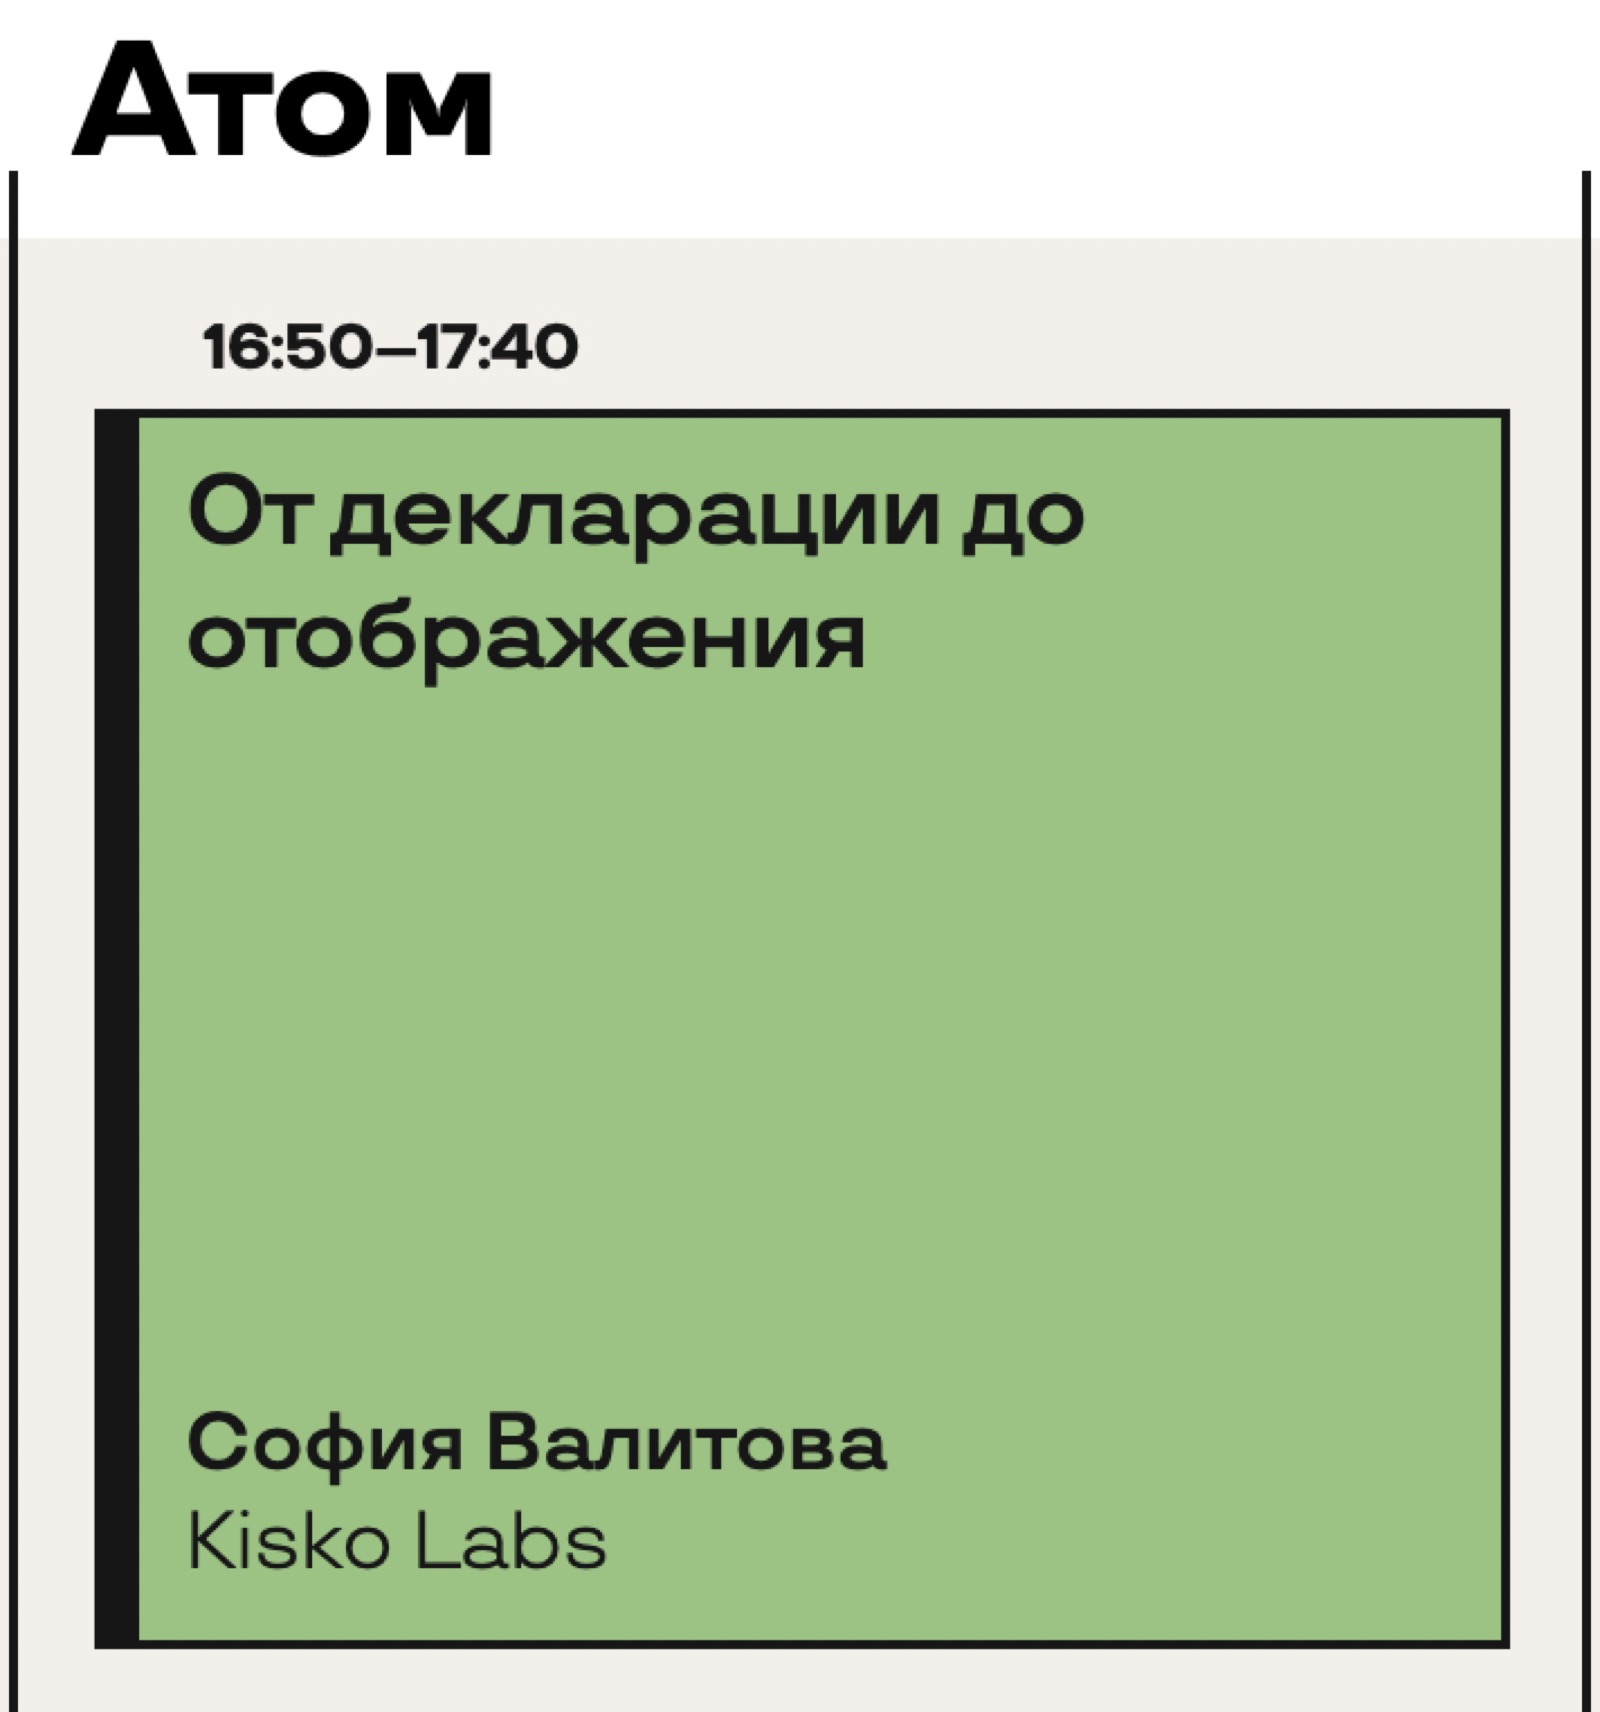 Атом
16:50–17:40
От декларации до
отображения
София Валитова
Kisko Labs